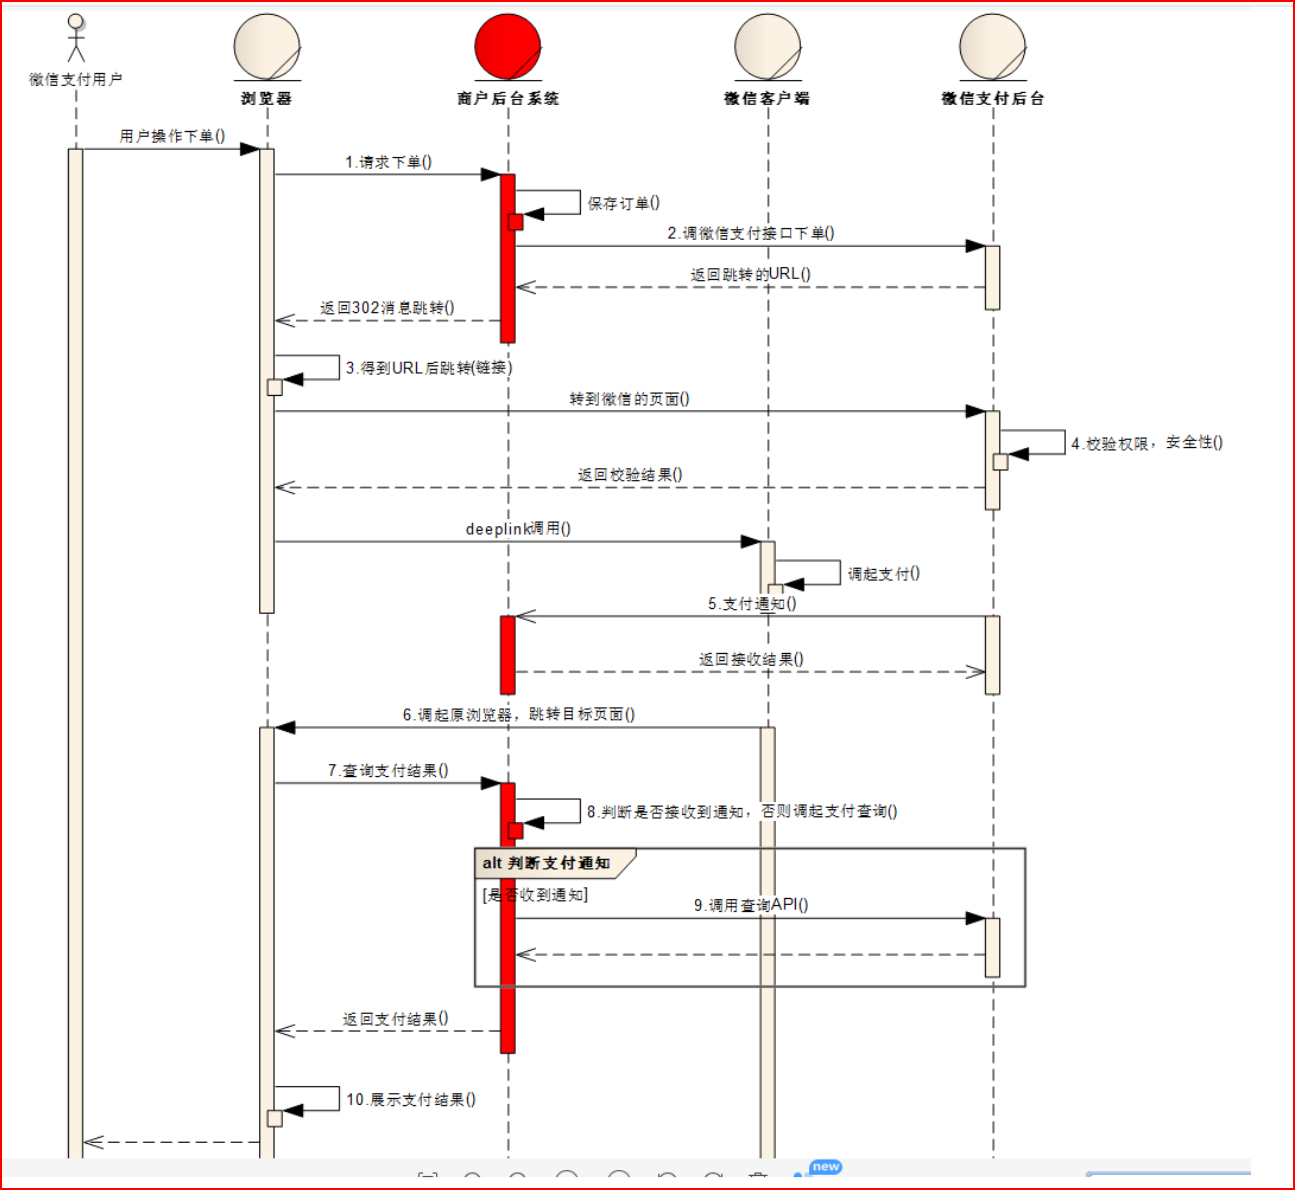 微信支付用户
浏览器
商户后台系统
微信客户端
微信支付后台
用户操作下单()
1.请求下单()
保存订单()
2.调微信支付接口下单()
返回跳转的URL()
返回302消息跳转()
3.得到URL后跳转(链接)
转到微信的页面()
4.校验权限，安全性()
返回校验结果()
deeplink调用()
调起支付()
5.支付通知()
返回接收结果()
6.调起原浏览器，跳转目标页面()
7.查询支付结果()
8.判断是否接收到通知，否则调起支付查询()
alt 判断支付通知
[是否收到通知]
9.调用查询API()
返回支付结果()
10.展示支付结果()
new